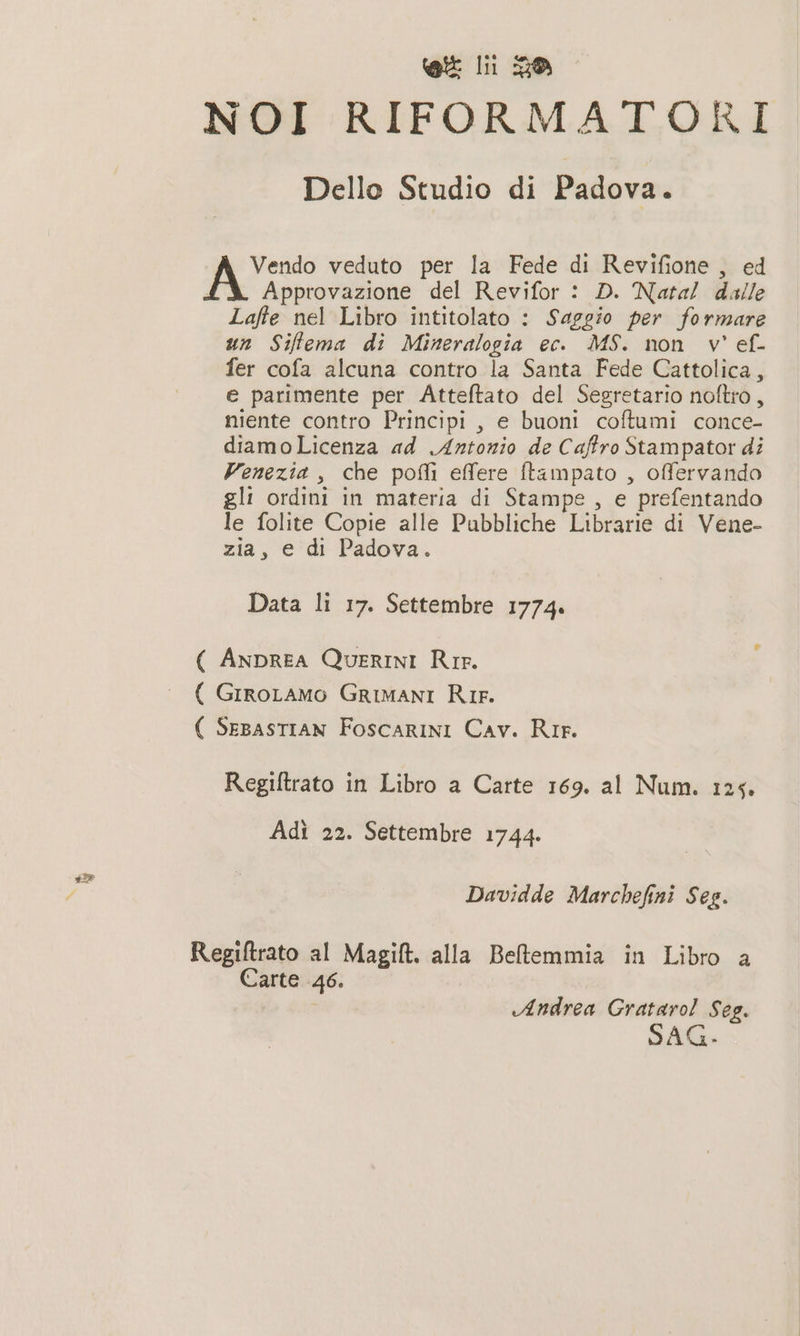 lii
NOI RIFORMATORI
Dello Studio di Padova.
AVendo veduto per la Fede di Reviſione , ed
Approvazione del Reviſor : D. Natal dalle
Laſte nel Libro intitolato : Saggio per formare
un Siſtema di Mineralogia ec. MS. non v' eſ-
ſer coſa alcuna contro la Santa Fede Cattolica,
e parimente per Atteſtato del Segretario noſtro,
niente contro Principi , e buoni coſtumi conce-
diamo Licenza ad Antonio de Caſtro Stampator di
Venezia , che poſſi eſſere ſtampato , oſſervando
gli ordini in materia di Stampe , e preſentando
le ſolite Copie alle Pubbliche Librarie di Vene-
zia, e di Padova.
Data li 17. Settembre 1774.
( ANDREA QUERINI RIF.
( GIROLAMO GRIMANI RIF.
( SEBASTIAN FOSCARINI CAV. RIF.
Regiſtrato in Libro a Carte 169. al Num. 125.
Adì 22. Settembre 1744.
Davidde Marcheſini Seg.
Regiſtrato al Magiſt. alla Beſtemmia in Libro a
Carte 46.
Andrea Gratarol Seg.
SAG-